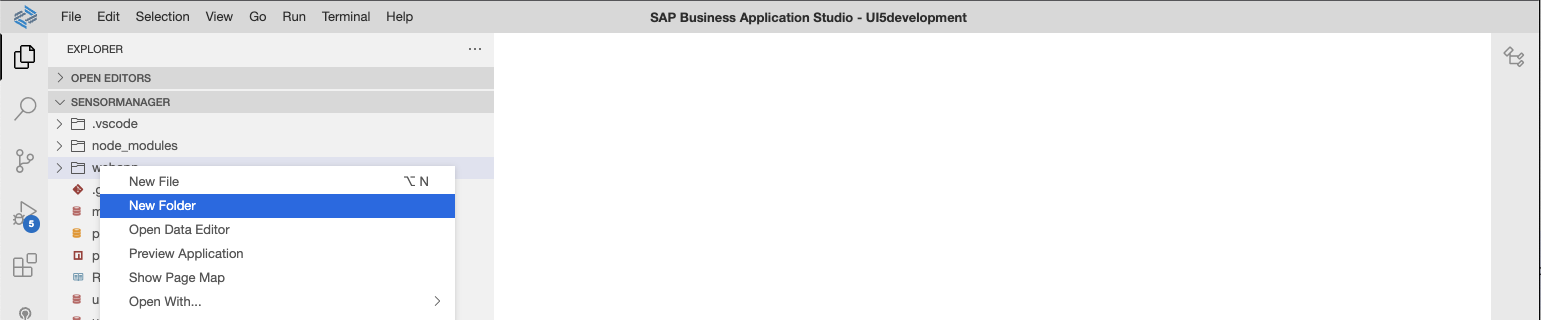 File Edit Selection View Go Run Terminal Help SAP Business Application Studio - UI5development
EXPLORER ...
OPEN EDITORS
SENSORMANAGER
.vscode
node_modules
New File ⌥ N
New Folder
Open Data Editor
Preview Application
Show Page Map
Open With...
5